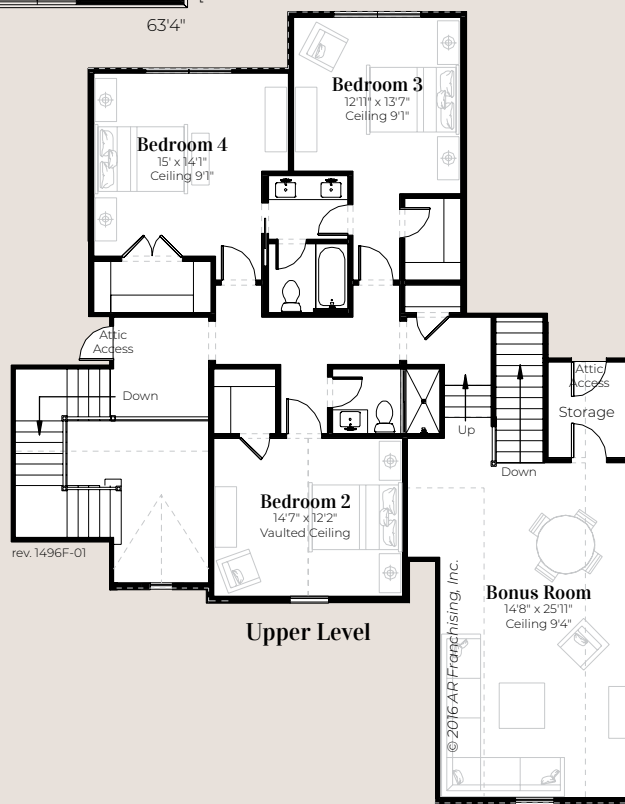 63'4"
Bedroom 3
12'11" x 13'7"
Ceiling 9'1"
Bedroom 4
15' x 14'1"
Ceiling 9'1"
Attic
Access
Down
Attic
Access
Storage
Up
Down
Bedroom 2
14'7" x 12'2"
Vaulted Ceiling
rev. 1496F-01
Bonus Room
14'8" x 25'11"
Ceiling 9'4"
© 2016 AR Franchising, Inc.
Upper Level